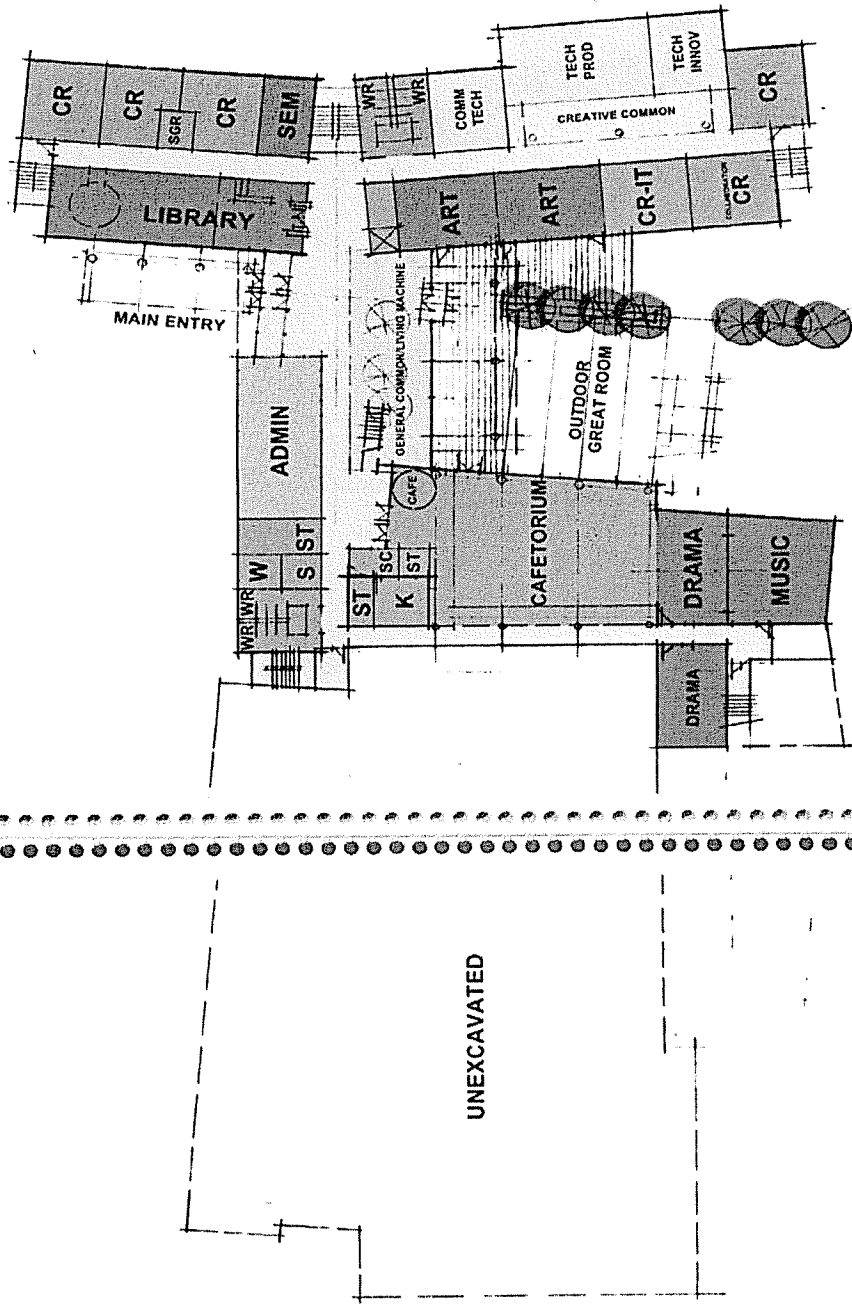 CR
CR
SGR
CR
SEM
LIBRARY
MAIN ENTRY
WR
WR
COMM
TECH
TECH
PROD
TECH
INNOV
CREATIVE COMMON
CR
ART
ART
CR-IT
COLLABORATION
CR
GENERAL COMMON/LIVING MACHINE
ADMIN
ST
W
S
WR
WR
CAFE
SC
ST
ST
K
CAFETORIUM
OUTDOOR
GREAT ROOM
DRAMA
MUSIC
DRAMA
UNEXCAVATED